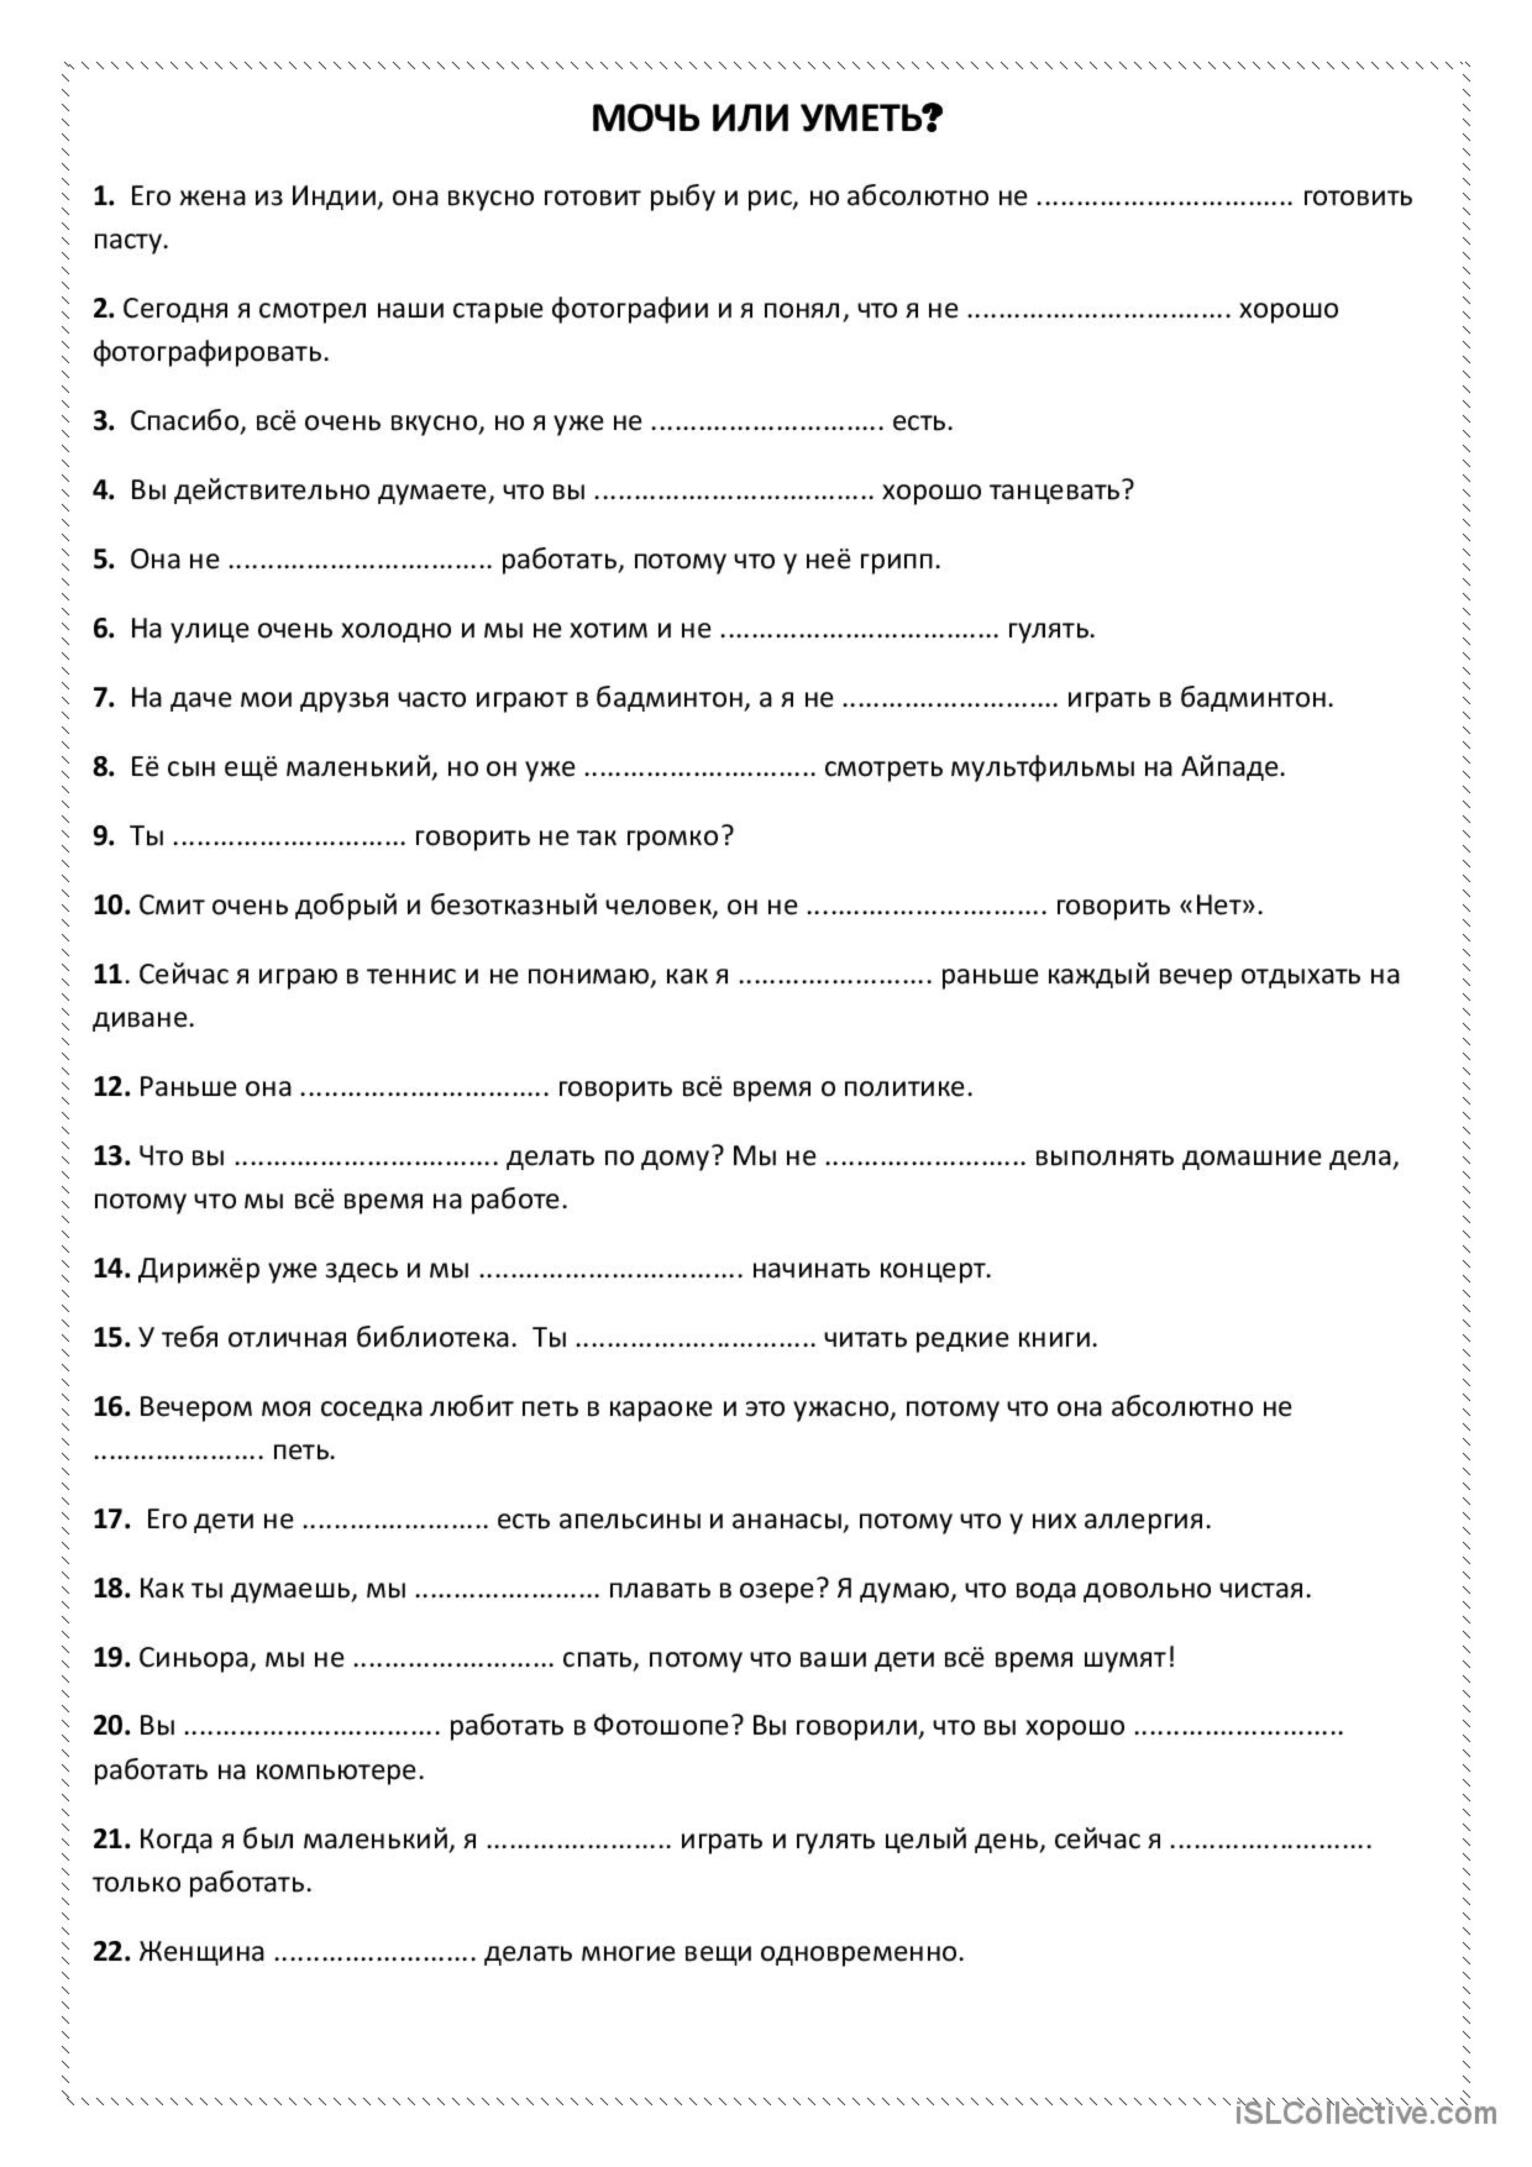 МОЧЬ ИЛИ УМЕТЬ?
1. Его жена из Индии, она вкусно готовит рыбу и рис, но абсолютно не ................................. готовить
пасту.
2. Сегодня я смотрел наши старые фотографии и я понял, что я не .................................. хорошо
фотографировать.
3. Спасибо, всё очень вкусно, но я уже не .............................. есть.
4. Вы действительно думаете, что вы .................................... хорошо танцевать?
5. Она не .................................. работать, потому что у неё грипп.
6. На улице очень холодно и мы не хотим и не .................................... гулять.
7. На даче мои друзья часто играют в бадминтон, а я не ............................ играть в бадминтон.
8. Её сын ещё маленький, но он уже .............................. смотреть мультфильмы на Айпаде.
9. Ты .............................. говорить не так громко?
10. Смит очень добрый и безотказный человек, он не ............................... говорить «Нет».
11. Сейчас я играю в теннис и не понимаю, как я ......................... раньше каждый вечер отдыхать на
диване.
12. Раньше она ................................ говорить всё время о политике.
13. Что вы .................................. делать по дому? Мы не .......................... выполнять домашние дела,
потому что мы всё время на работе.
14. Дирижёр уже здесь и мы .................................. начинать концерт.
15. У тебя отличная библиотека. Ты ............................... читать редкие книги.
16. Вечером моя соседка любит петь в караоке и это ужасно, потому что она абсолютно не
...................... петь.
17. Его дети не ........................ есть апельсины и ананасы, потому что у них аллергия.
18. Как ты думаешь, мы ........................ плавать в озере? Я думаю, что вода довольно чистая.
19. Синьора, мы не .......................... спать, потому что ваши дети всё время шумят!
20. Вы ................................. работать в Фотошопе? Вы говорили, что вы хорошо ...........................
работать на компьютере.
21. Когда я был маленький, я ........................ играть и гулять целый день, сейчас я ..........................
только работать.
22. Женщина .......................... делать многие вещи одновременно.
iSLCollective.com